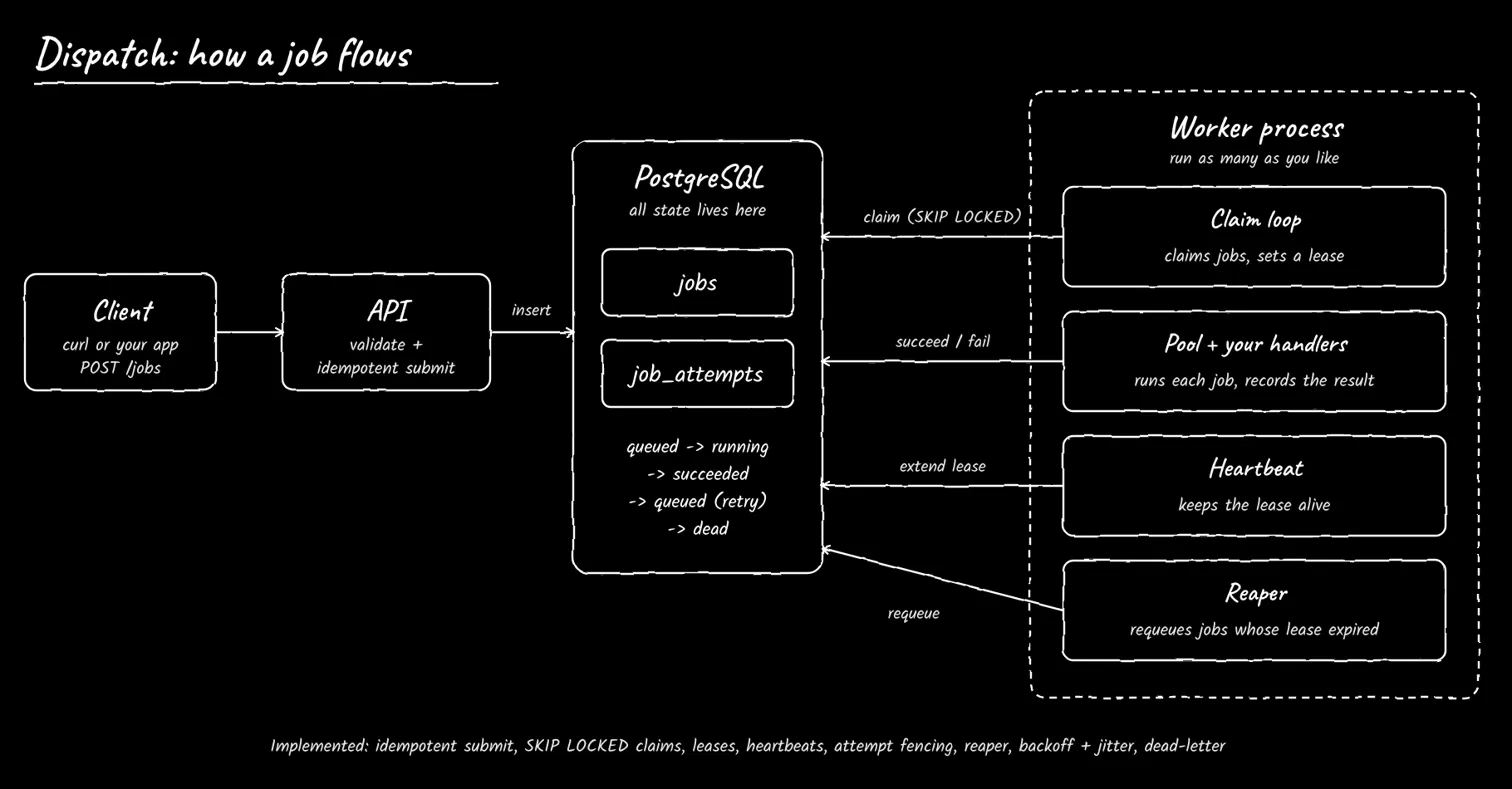 Dispatch: how a job flows
Client
curl or your app
POST /jobs
API
validate +
idempotent submit
insert
PostgreSQL
all state lives here
jobs
job_attempts
queued -> running
-> succeeded
-> queued (retry)
-> dead
claim (SKIP LOCKED)
succeed / fail
extend lease
requeue
Worker process
run as many as you like
Claim loop
claims jobs, sets a lease
Pool + your handlers
runs each job, records the result
Heartbeat
keeps the lease alive
Reaper
requeues jobs whose lease expired
Implemented: idempotent submit, SKIP LOCKED claims, leases, heartbeats, attempt fencing, reaper, backoff + jitter, dead-letter